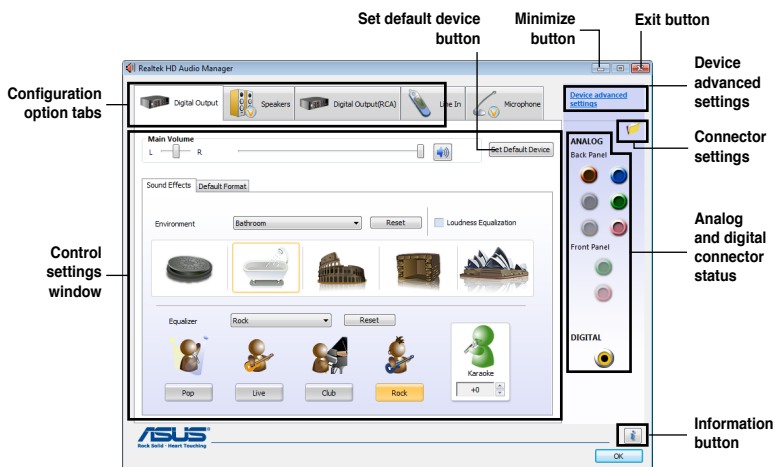 Set default device
button
Minimize
button
Exit button
Configuration
option tabs
Control
settings
window
Device
advanced
settings
Connector
settings
Analog
and digital
connector
status
Information
button
Realtek HD Audio Manager
Digital Output
Speakers
Digital Output(RCA)
Line In
Microphone
Device advanced
settings
Main Volume
L
R
Set Default Device
Sound Effects
Default Format
Environment
Bathroom
Reset
Loudness Equalization
Equalizer
Rock
Reset
Pop
Live
Club
Rock
Karaoke
+0
ANALOG
Back Panel
Front Panel
DIGITAL
ASUS
Rock Solid · Heart Touching
i
OK